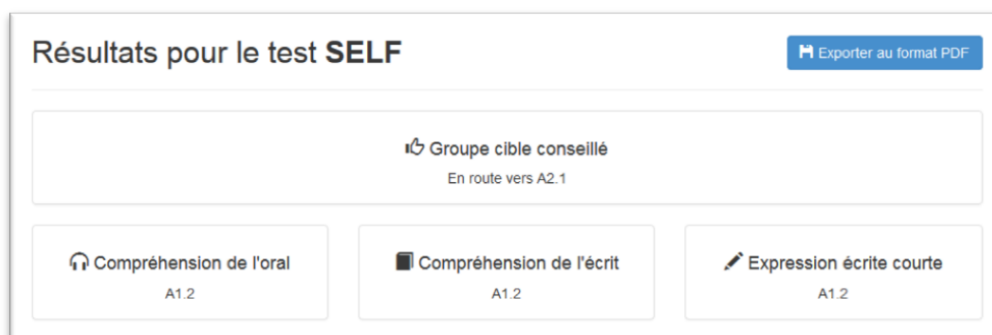 Résultats pour le test SELF
Exporter au format PDF
Groupe cible conseillé
En route vers A2.1
Compréhension de l'oral
A1.2
Compréhension de l'écrit
A1.2
Expression écrite courte
A1.2